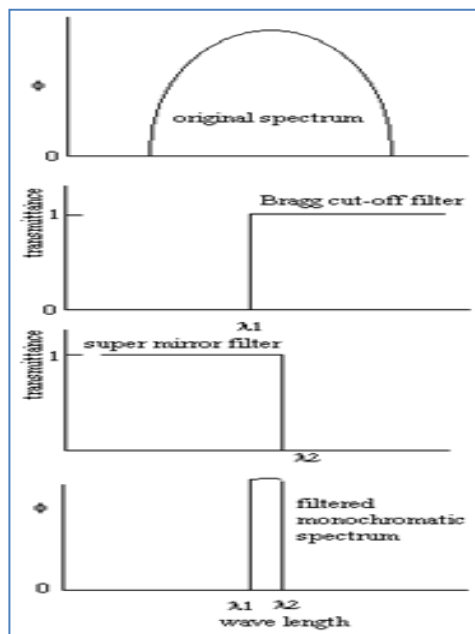 Φ
original spectrum
0
transmittance
1
Bragg cut-off filter
0
λ1
transmittance
1
super mirror filter
λ2
Φ
filtered
monochromatic
spectrum
0
λ1 λ2
wave length